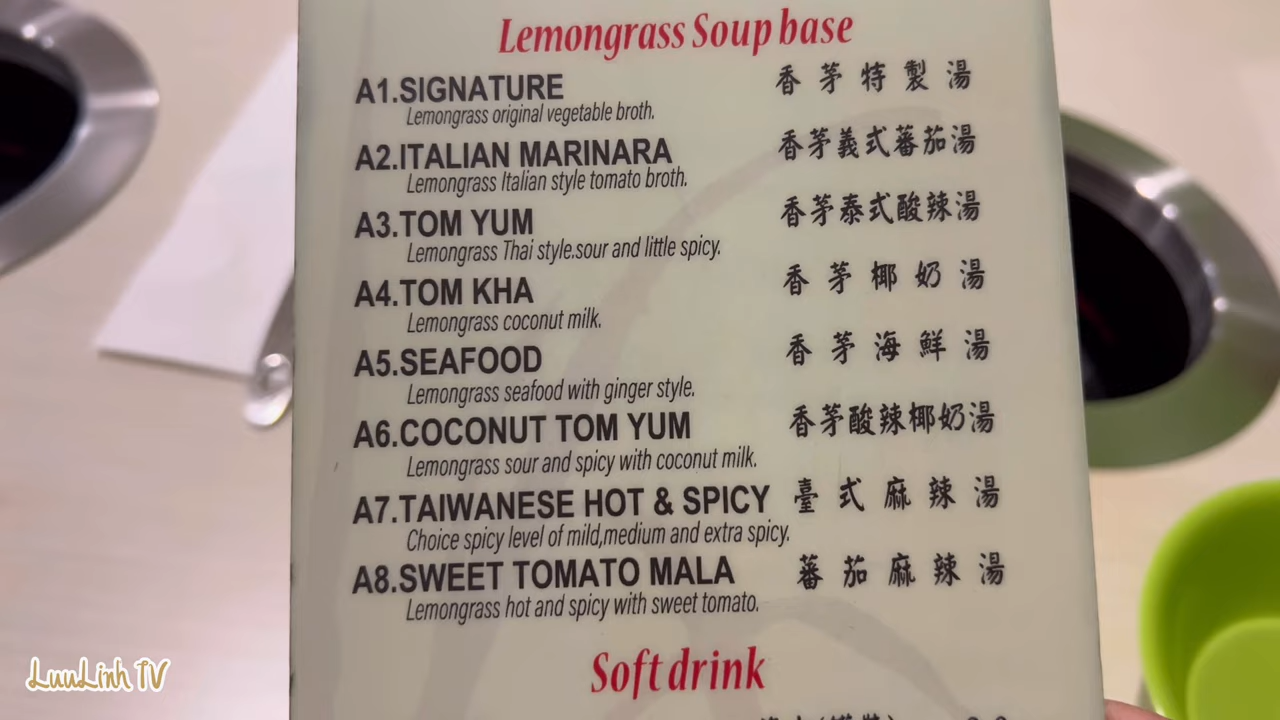 Lemongrass Soup base
A1.SIGNATURE 香茅特製湯
Lemongrass original vegetable broth.
A2.ITALIAN MARINARA 香茅義式蕃茄湯
Lemongrass Italian style tomato broth.
A3.TOM YUM 香茅泰式酸辣湯
Lemongrass Thai style.sour and little spicy.
A4.TOM KHA 香茅椰奶湯
Lemongrass coconut milk.
A5.SEAFOOD 香茅海鮮湯
Lemongrass seafood with ginger style.
A6.COCONUT TOM YUM 香茅酸辣椰奶湯
Lemongrass sour and spicy with coconut milk.
A7.TAIWANESE HOT & SPICY 臺式麻辣湯
Choice spicy level of mild,medium and extra spicy.
A8.SWEET TOMATO MALA 蕃茄麻辣湯
Lemongrass hot and spicy with sweet tomato.
Soft drink
LuuLinh TV